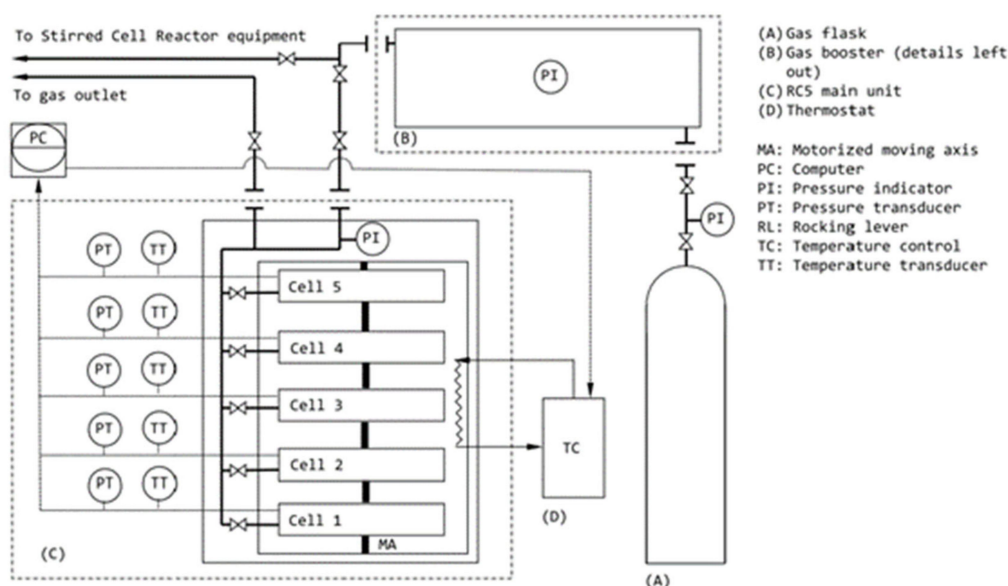 To Stirred Cell Reactor equipment
To gas outlet
PC
PI
(B)
PI
(A) Gas flask
(B) Gas booster (details left
out)
(C) RC5 main unit
(D) Thermostat
MA: Motorized moving axis
PC: Computer
PI: Pressure indicator
PT: Pressure transducer
RL: Rocking lever
TC: Temperature control
TT: Temperature transducer
PI
PT TT
Cell 5
PT TT
Cell 4
PT TT
Cell 3
PT TT
Cell 2
PT TT
Cell 1
MA
(C)
TC
(D)
(A)